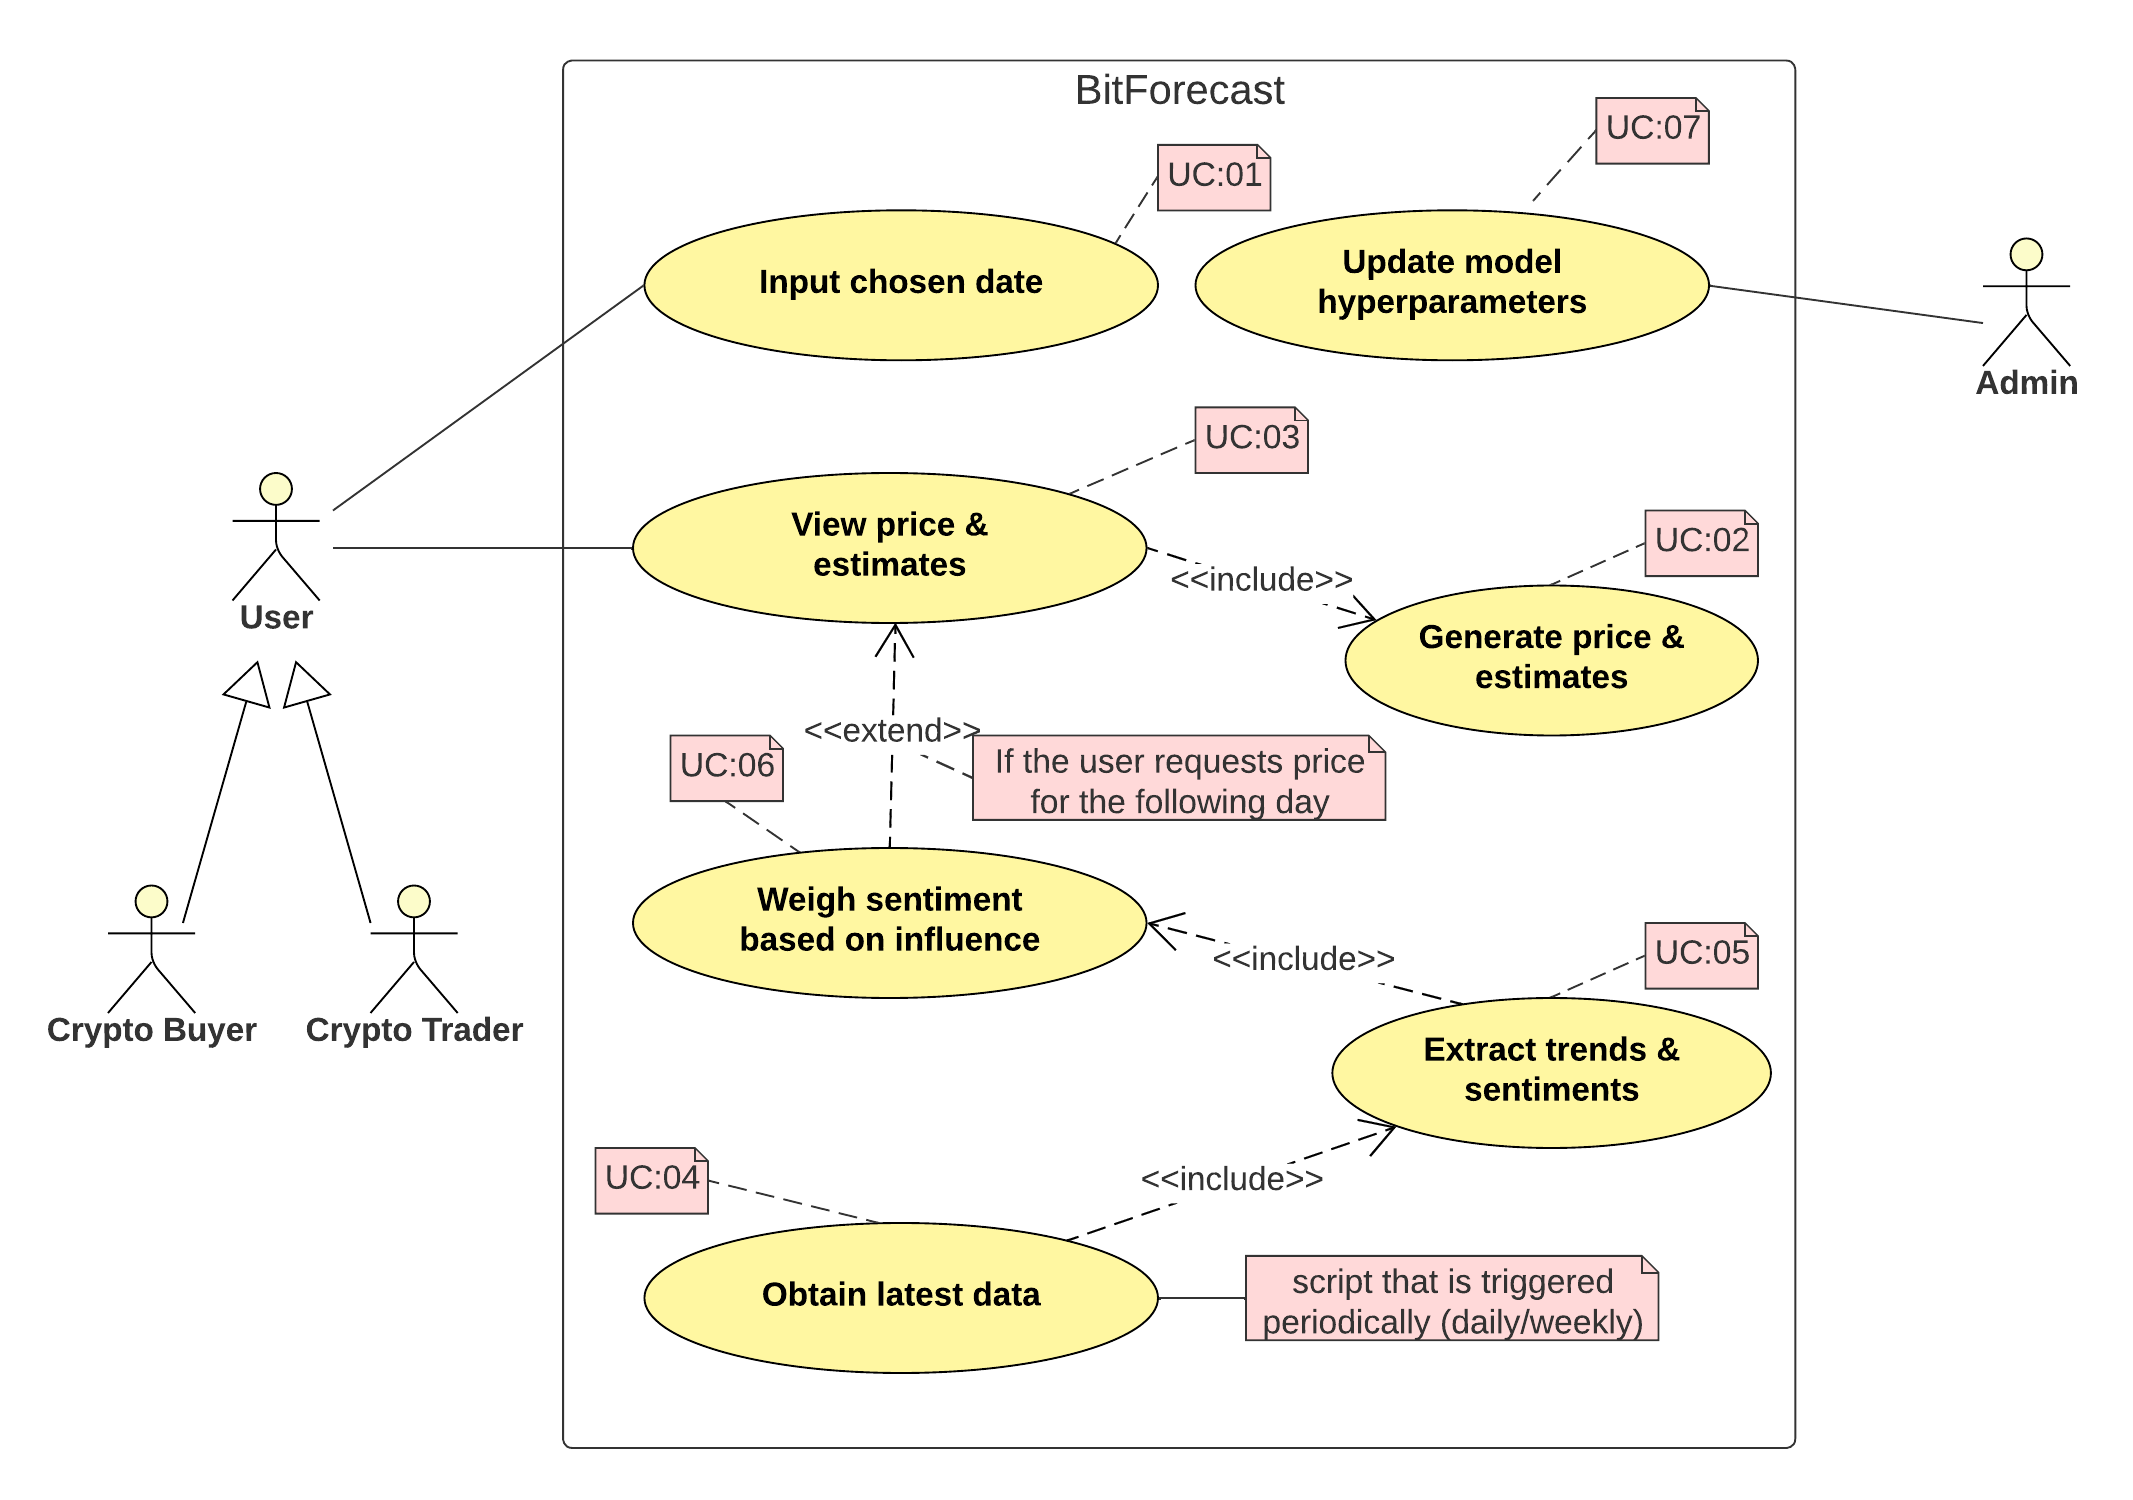 BitForecast
UC:07
UC:01
Input chosen date
Update model
hyperparameters
Admin
UC:03
View price &
estimates
UC:02
<<include>>
Generate price &
estimates
User
<<extend>>
If the user requests price
for the following day
UC:06
Weigh sentiment
based on influence
<<include>>
UC:05
Crypto Buyer
Crypto Trader
Extract trends &
sentiments
UC:04
<<include>>
Obtain latest data
script that is triggered
periodically (daily/weekly)